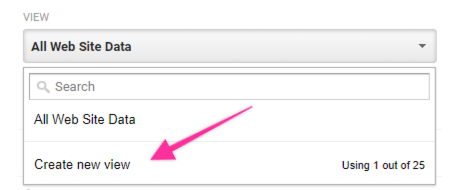 VIEW
All Web Site Data
Search
All Web Site Data
Create new view Using 1 out of 25